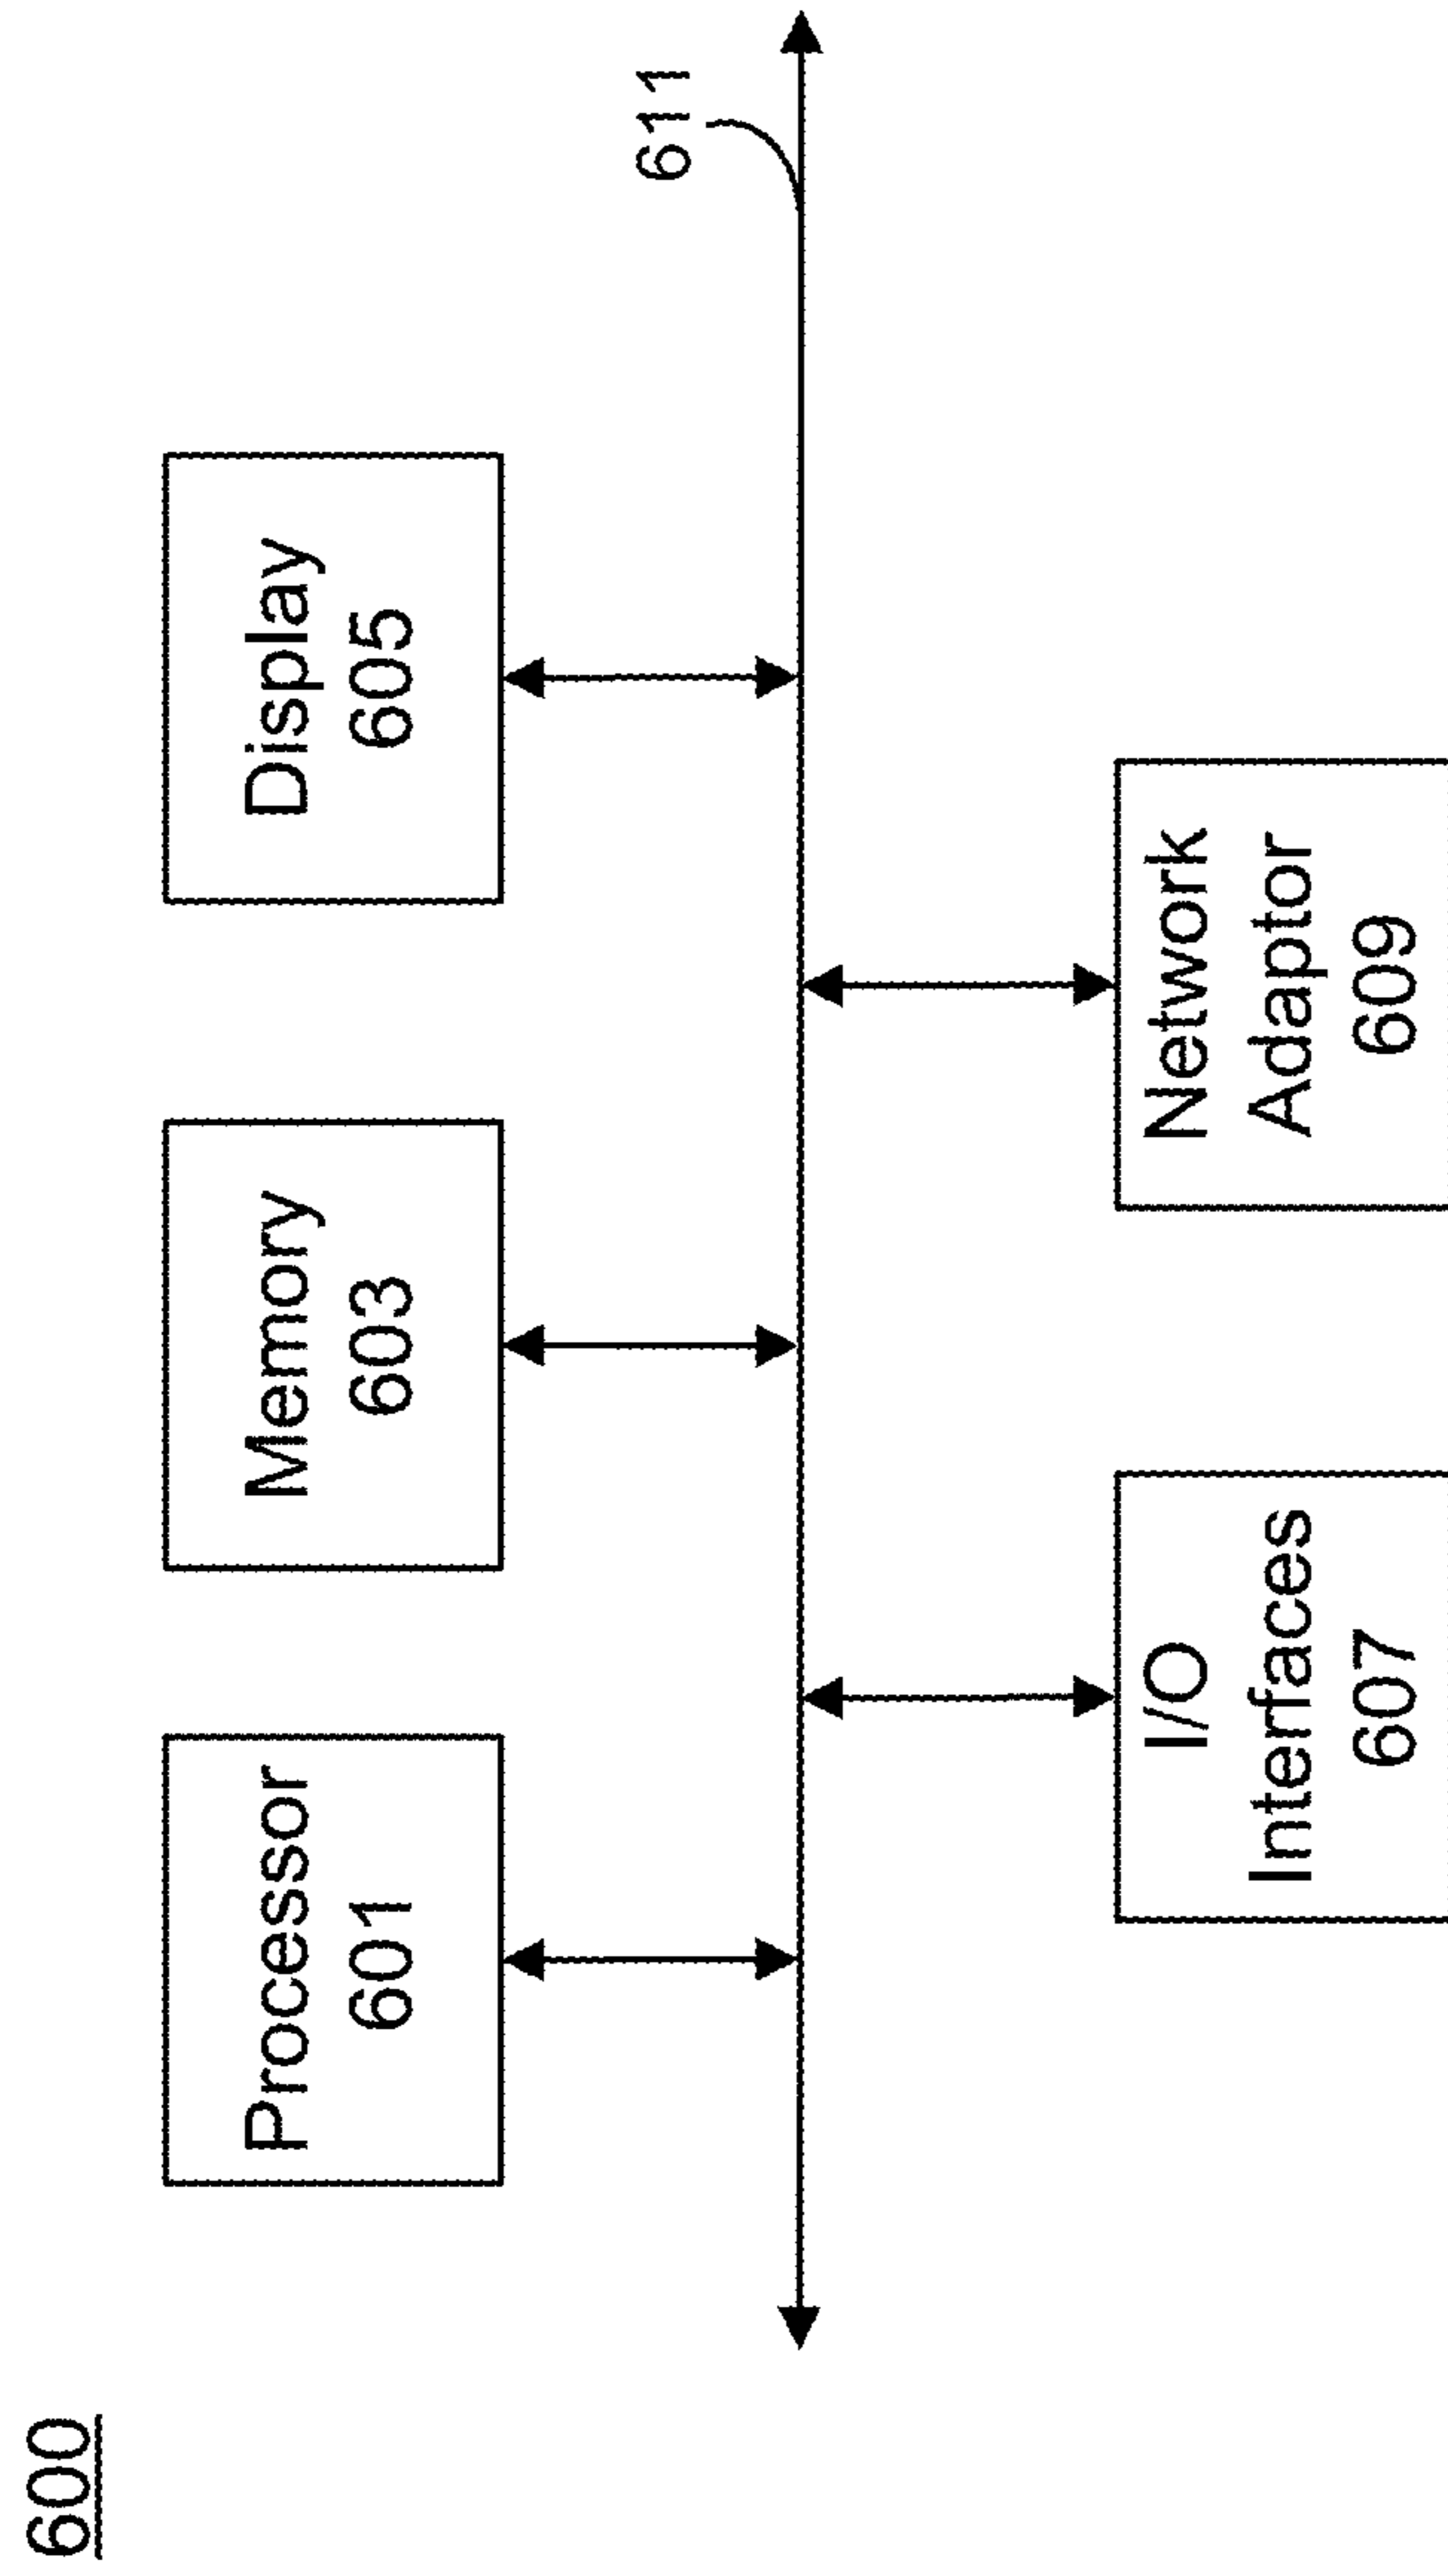 600
Processor
601
Memory
603
Display
605
611
I/O
Interfaces
607
Network
Adaptor
609